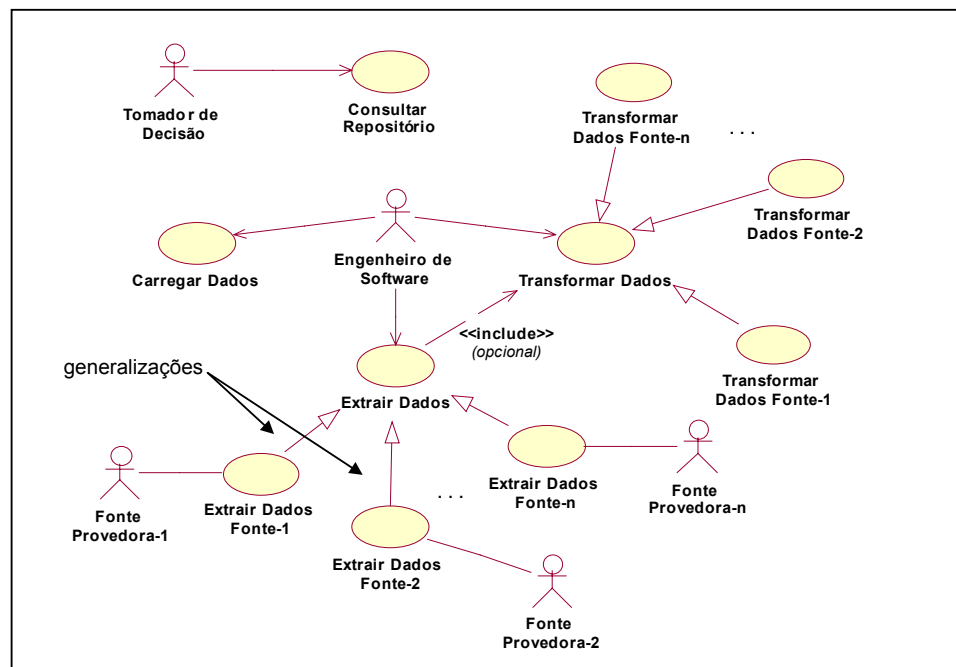 Tomador de
Decisão
Consultar
Repositório
Transformar
Dados Fonte-n
. . .
Transformar
Dados Fonte-2
Carregar Dados
Engenheiro de
Software
Transformar Dados
<<include>>
(opcional)
generalizações
Extrair Dados
Transformar
Dados Fonte-1
Fonte
Provedora-1
Extrair Dados
Fonte-1
. . .
Extrair Dados
Fonte-n
Fonte
Provedora-n
Extrair Dados
Fonte-2
Fonte
Provedora-2